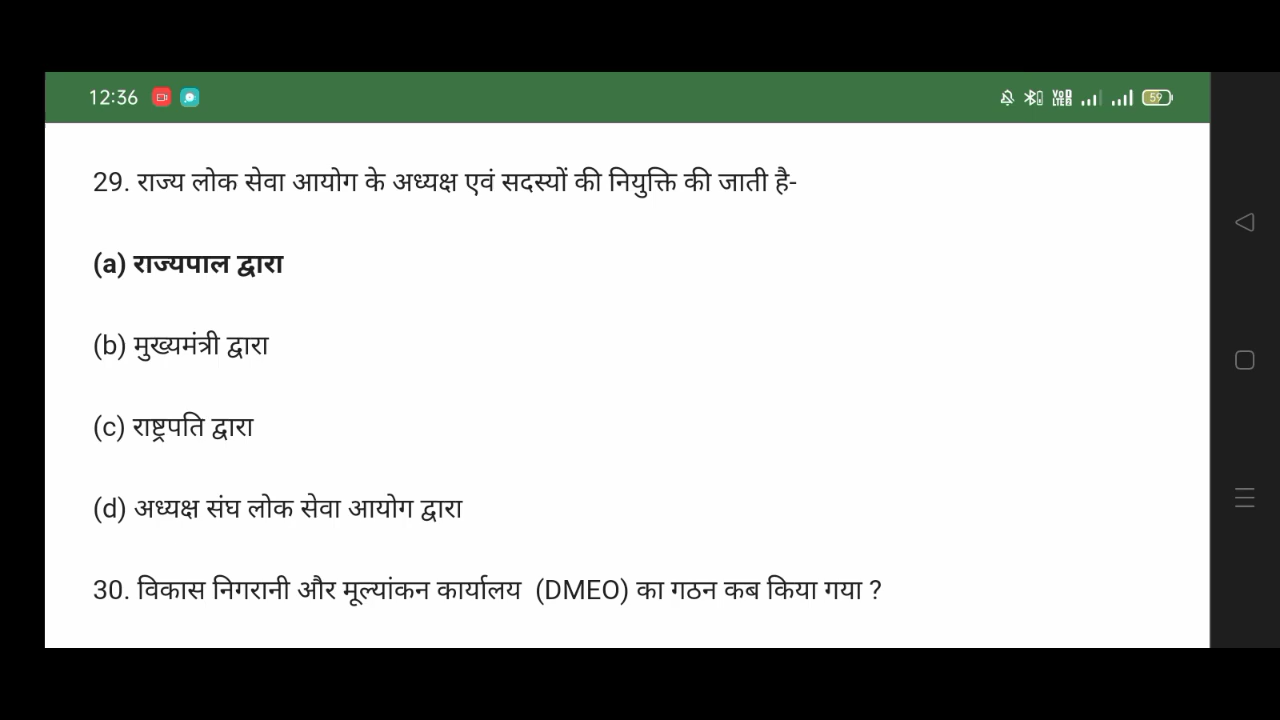 12:36
59
29. राज्य लोक सेवा आयोग के अध्यक्ष एवं सदस्यों की नियुक्ति की जाती है-
(a) राज्यपाल द्वारा
(b) मुख्यमंत्री द्वारा
(c) राष्ट्रपति द्वारा
(d) अध्यक्ष संघ लोक सेवा आयोग द्वारा
30. विकास निगरानी और मूल्यांकन कार्यालय (DMEO) का गठन कब किया गया ?